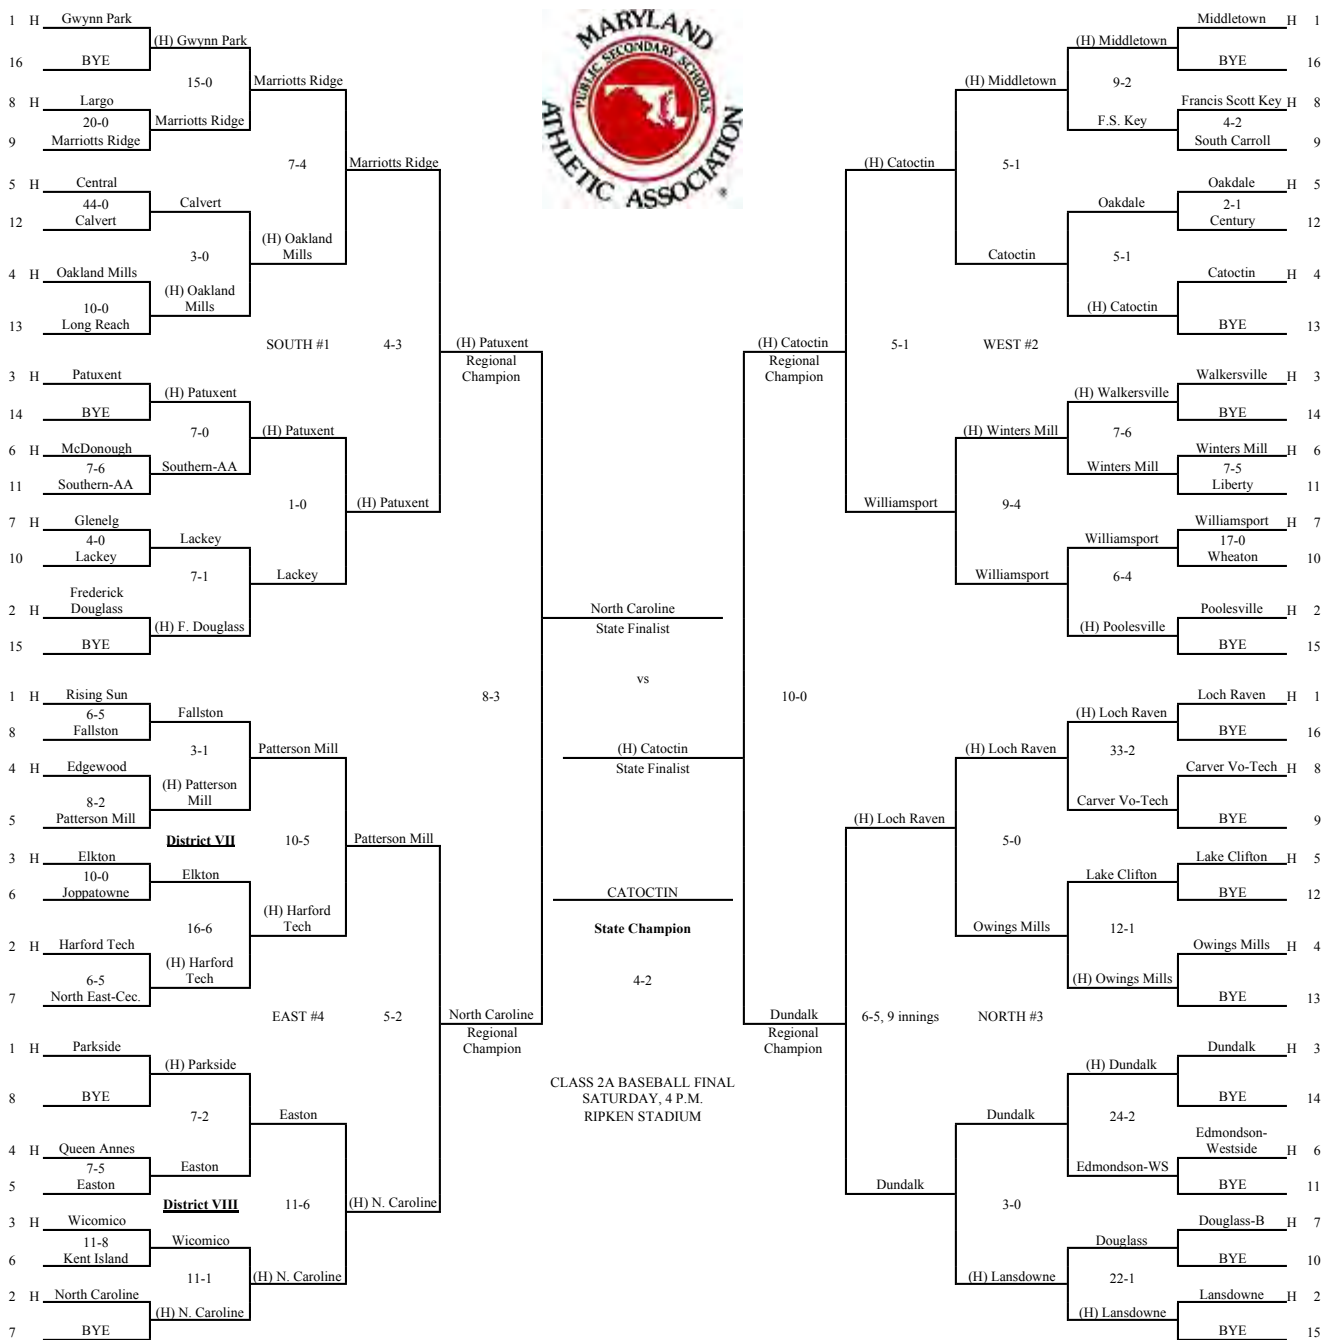 MARYLAND
PUBLIC SECONDARY SCHOOLS
ATHLETIC ASSOCIATION
®
1 H Gwynn Park
(H) Gwynn Park
16 BYE
15-0
Marriotts Ridge
8 H Largo
20-0
Marriotts Ridge
9 Marriotts Ridge
7-4
Marriotts Ridge
5 H Central
44-0
Calvert
12 Calvert
3-0
(H) Oakland
Mills
4 H Oakland Mills
10-0
(H) Oakland
Mills
13 Long Reach
SOUTH #1
4-3
(H) Patuxent
Regional
Champion
3 H Patuxent
(H) Patuxent
14 BYE
7-0
(H) Patuxent
6 H McDonough
7-6
Southern-AA
11 Southern-AA
1-0
(H) Patuxent
7 H Glenelg
4-0
Lackey
10 Lackey
7-1
Lackey
Frederick
2 H Douglass
(H) F. Douglass
15 BYE
8-3
1 H Rising Sun
6-5
Fallston
8 Fallston
3-1
Patterson Mill
4 H Edgewood
8-2
(H) Patterson
Mill
5 Patterson Mill
District VII
10-5
Patterson Mill
3 H Elkton
10-0
Elkton
6 Joppatowne
16-6
(H) Harford
Tech
2 H Harford Tech
6-5
(H) Harford
Tech
7 North East-Cec.
EAST #4
5-2
North Caroline
Regional
Champion
1 H Parkside
(H) Parkside
8 BYE
7-2
Easton
4 H Queen Annes
7-5
Easton
5 Easton
District VIII
11-6
(H) N. Caroline
3 H Wicomico
11-8
Wicomico
6 Kent Island
11-1
(H) N. Caroline
2 H North Caroline
(H) N. Caroline
7 BYE
North Caroline
State Finalist
vs
(H) Catoctin
State Finalist
CATOCTIN
State Champion
4-2
CLASS 2A BASEBALL FINAL
SATURDAY, 4 P.M.
RIPKEN STADIUM
Middletown H 1
(H) Middletown
BYE 16
(H) Middletown
9-2
Francis Scott Key H 8
F.S. Key
4-2
South Carroll 9
(H) Catoctin
5-1
Oakdale H 5
Oakdale
2-1
Century 12
Catoctin
5-1
Catoctin H 4
(H) Catoctin
BYE 13
(H) Catoctin
Regional
Champion
5-1
WEST #2
Walkersville H 3
(H) Walkersville
BYE 14
(H) Winters Mill
7-6
Winters Mill H 6
Winters Mill
7-5
Liberty 11
Williamsport
9-4
Williamsport H 7
Williamsport
17-0
Wheaton 10
Williamsport
6-4
Poolesville H 2
(H) Poolesville
BYE 15
10-0
Loch Raven H 1
(H) Loch Raven
BYE 16
(H) Loch Raven
33-2
Carver Vo-Tech H 8
Carver Vo-Tech
BYE 9
(H) Loch Raven
5-0
Lake Clifton H 5
Lake Clifton
BYE 12
Owings Mills
12-1
Owings Mills H 4
(H) Owings Mills
BYE 13
Dundalk
Regional
Champion
6-5, 9 innings
NORTH #3
Dundalk H 3
(H) Dundalk
BYE 14
Dundalk
24-2
Edmondson-
Westside H 6
Edmondson-WS
BYE 11
Dundalk
3-0
Douglass-B H 7
Douglass
BYE 10
(H) Lansdowne
22-1
Lansdowne H 2
(H) Lansdowne
BYE 15